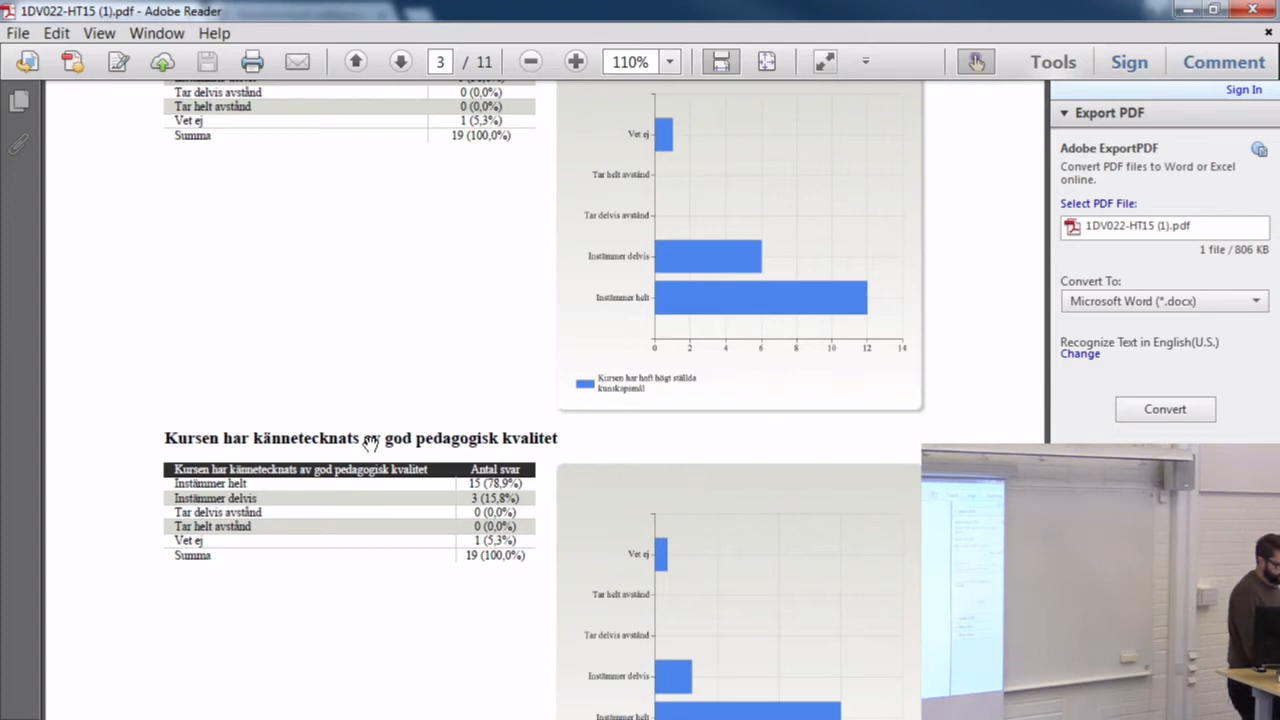 1DV022-HT15 (1).pdf - Adobe Reader
File Edit View Window Help
3 / 11 110% Tools Sign Comment
Sign In
Tar delvis avstånd 0 (0,0%)
Tar helt avstånd 0 (0,0%)
Vet ej 1 (5,3%)
Summa 19 (100,0%)
Vet ej
Tar helt avstånd
Tar delvis avstånd
Instämmer delvis
Instämmer helt
0 2 4 6 8 10 12 14
Kursen har haft högt ställda
kunskapsmål
Kursen har kännetecknats av god pedagogisk kvalitet
Kursen har kännetecknats av god pedagogisk kvalitet Antal svar
Instämmer helt 15 (78,9%)
Instämmer delvis 3 (15,8%)
Tar delvis avstånd 0 (0,0%)
Tar helt avstånd 0 (0,0%)
Vet ej 1 (5,3%)
Summa 19 (100,0%)
Vet ej
Tar helt avstånd
Tar delvis avstånd
Instämmer delvis
Instämmer helt
Export PDF
Adobe ExportPDF
Convert PDF files to Word or Excel
online.
Select PDF File:
1DV022-HT15 (1).pdf
1 file / 806 KB
Convert To:
Microsoft Word (*.docx)
Recognize Text in English(U.S.)
Change
Convert